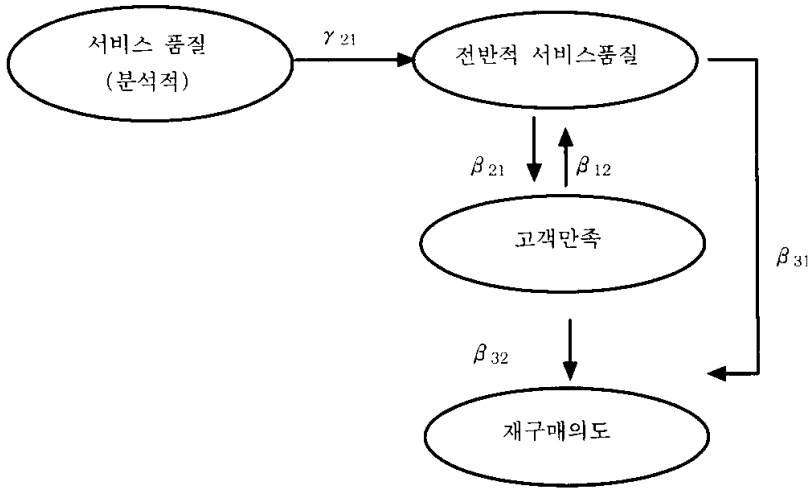 서비스 품질
(분석적)
γ 21
전반적 서비스품질
β 21
β 12
고객만족
β 31
β 32
재구매의도